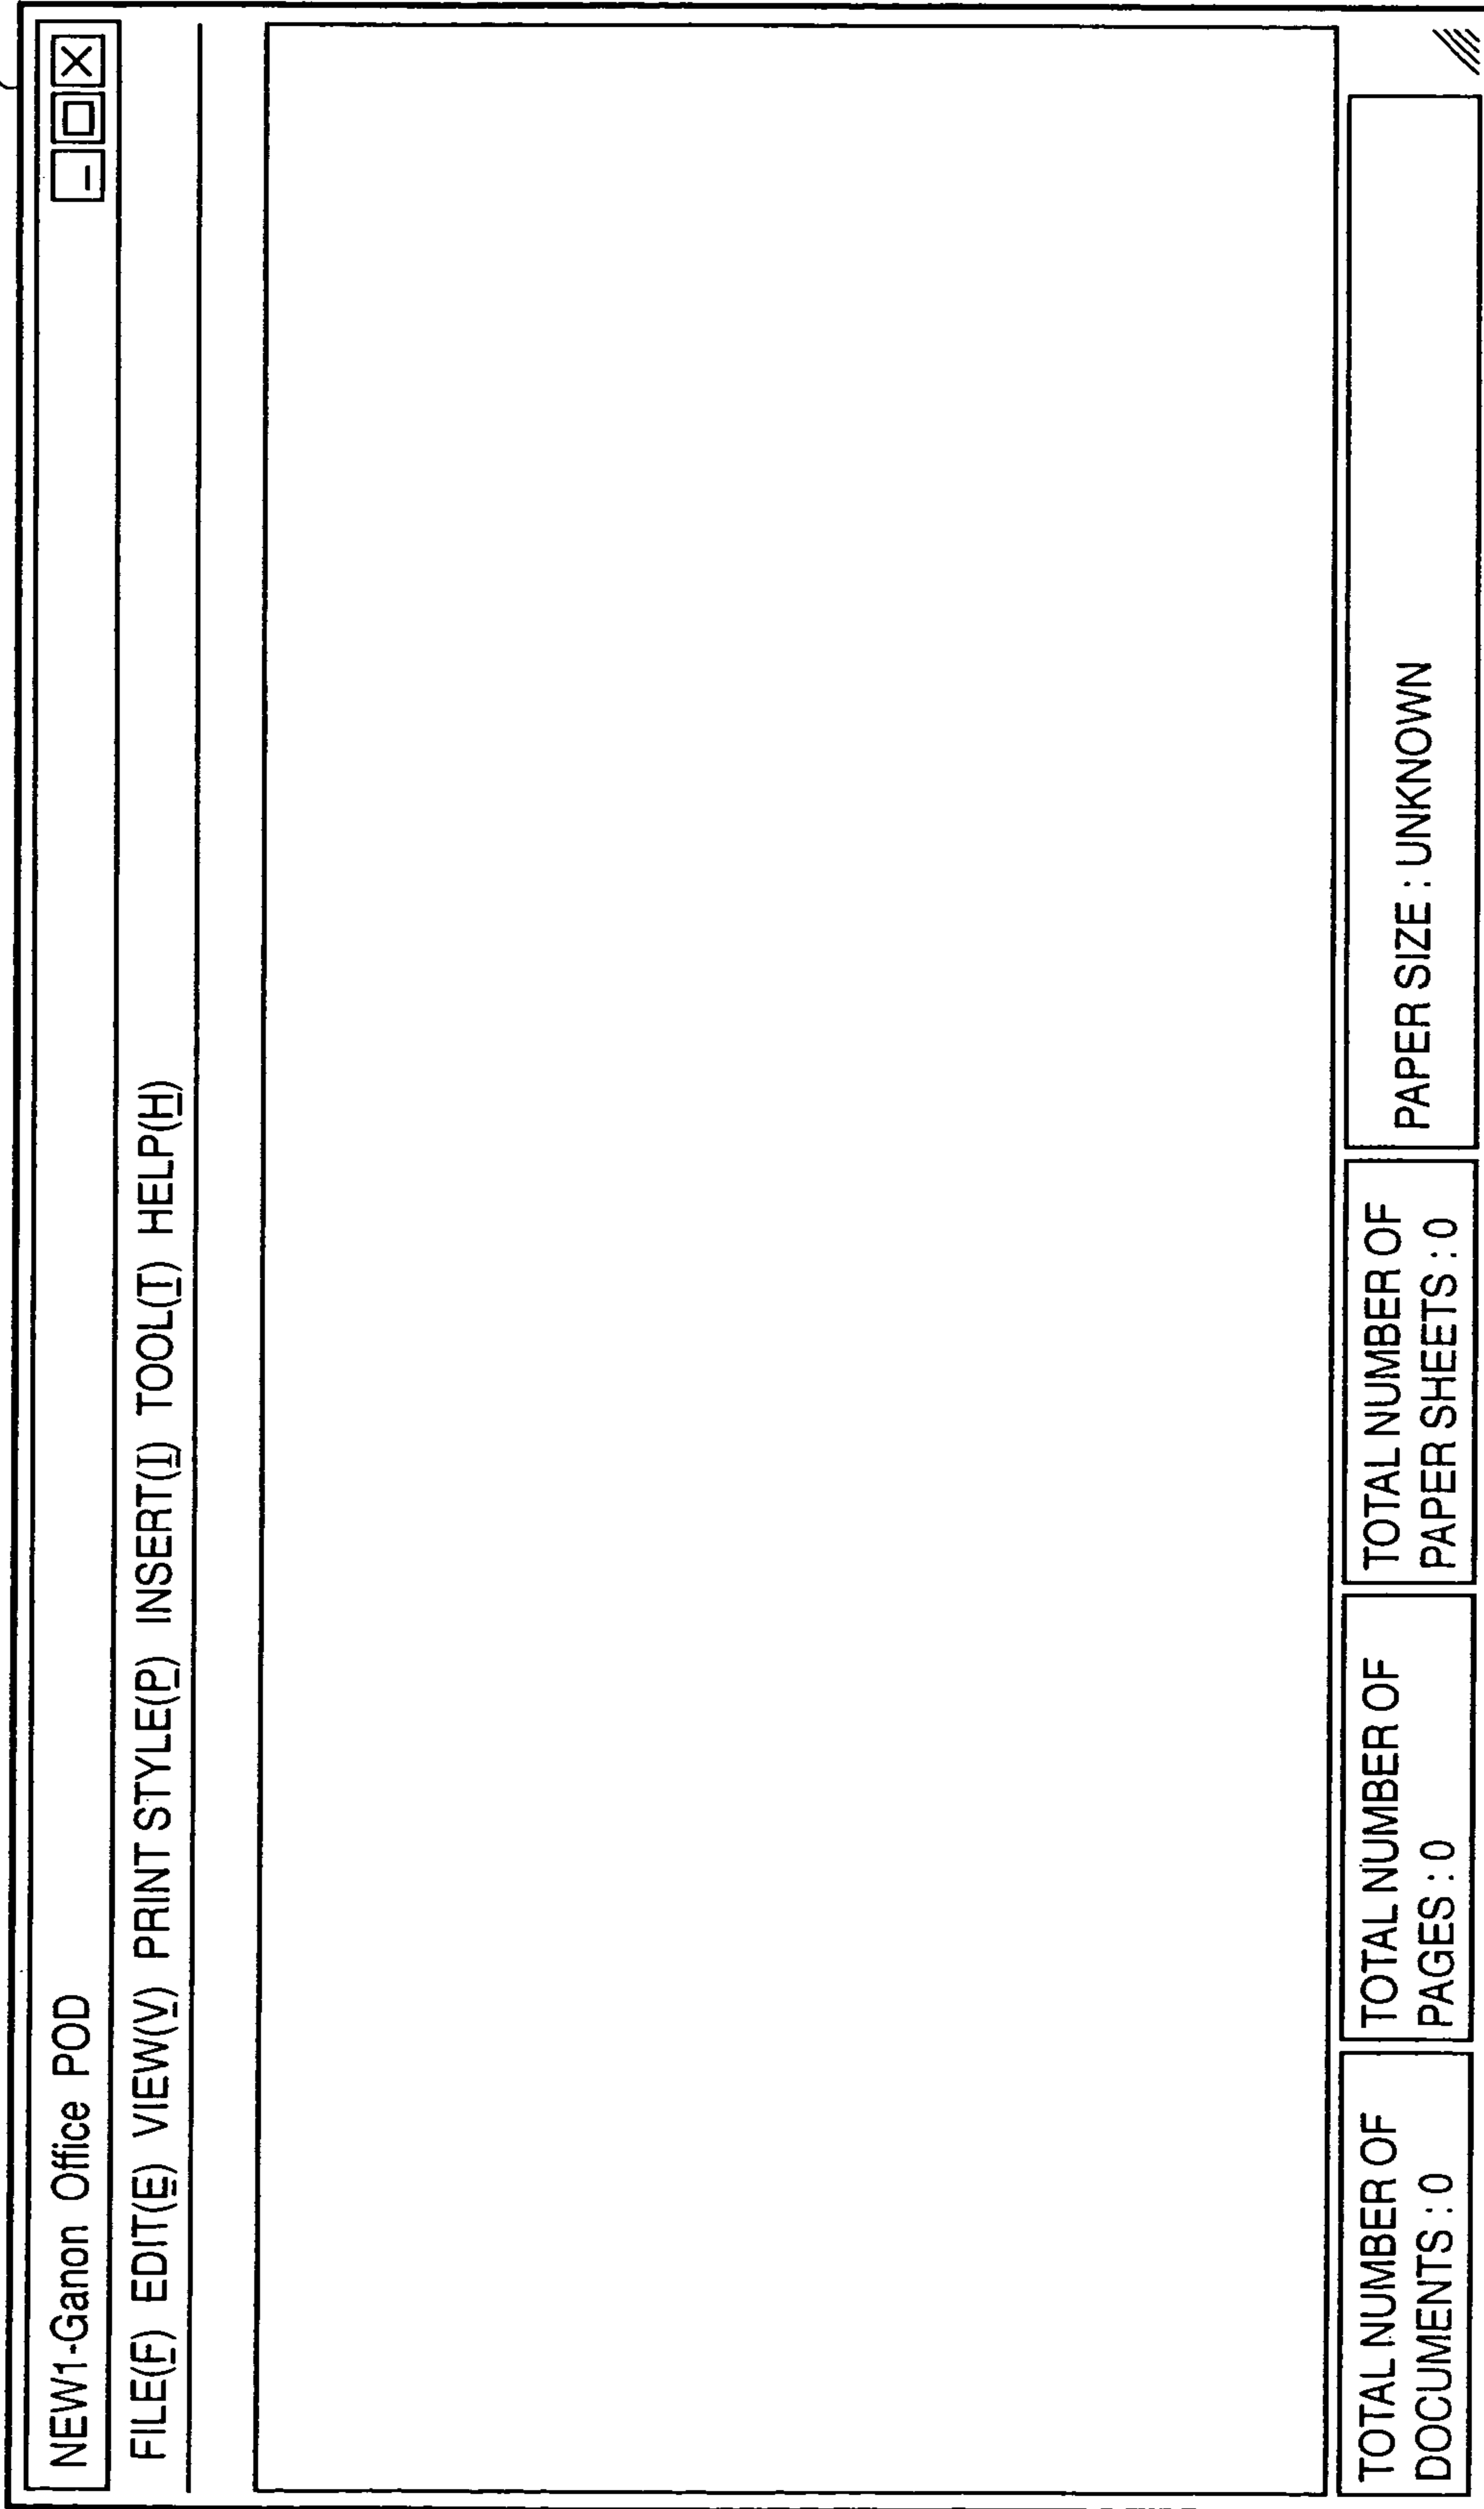 NEW1-Ganon Office POD
FILE(F) EDIT(E) VIEW(V) PRINT STYLE(P) INSERT(I) TOOL(T) HELP(H)
TOTAL NUMBER OF
DOCUMENTS : 0
TOTAL NUMBER OF
PAGES : 0
TOTAL NUMBER OF
PAPER SHEETS : 0
PAPER SIZE : UNKNOWN